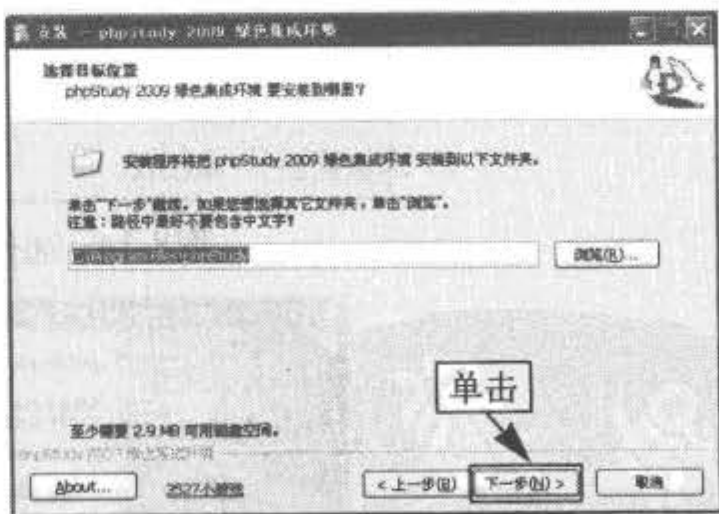 安装 - phpStudy 2009 绿色集成环境
选择目标位置
phpStudy 2009 绿色集成环境 要安装到哪里?
安装程序将把 phpStudy 2009 绿色集成环境 安装到以下文件夹。
单击“下一步”继续。如果您想选择其它文件夹，单击“浏览”。
注意：路径中最好不要包含中文字!
浏览(R)...
单击
至少需要 2.9 MB 可用磁盘空间。
About...
< 上一步(B)
下一步(N) >
取消